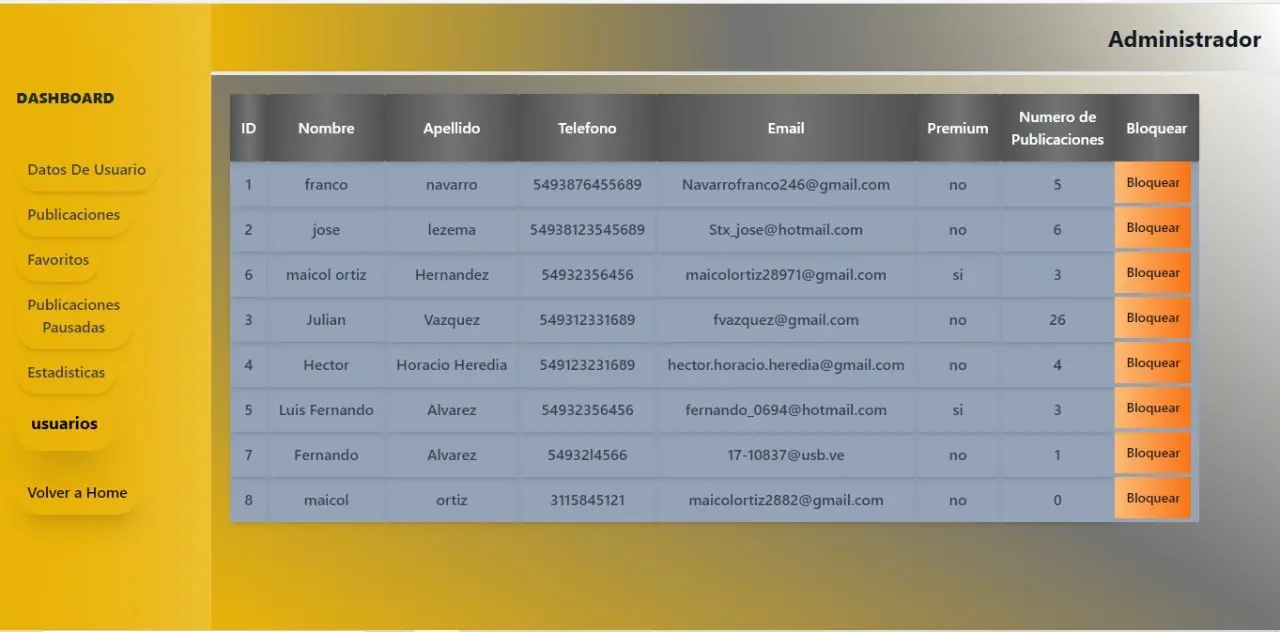 Administrador
DASHBOARD
Datos De Usuario
Publicaciones
Favoritos
Publicaciones
Pausadas
Estadisticas
usuarios
Volver a Home
ID Nombre Apellido Telefono Email Premium Numero de Publicaciones Bloquear
1 franco navarro 5493876455689 Navarrofranco246@gmail.com no 5 Bloquear
2 jose lezema 54938123545689 Stx_jose@hotmail.com no 6 Bloquear
6 maicol ortiz Hernandez 54932356456 maicolortiz28971@gmail.com si 3 Bloquear
3 Julian Vazquez 549312331689 fvazquez@gmail.com no 26 Bloquear
4 Hector Horacio Heredia 549123231689 hector.horacio.heredia@gmail.com no 4 Bloquear
5 Luis Fernando Alvarez 54932356456 fernando_0694@hotmail.com si 3 Bloquear
7 Fernando Alvarez 54932l4566 17-10837@usb.ve no 1 Bloquear
8 maicol ortiz 3115845121 maicolortiz2882@gmail.com no 0 Bloquear